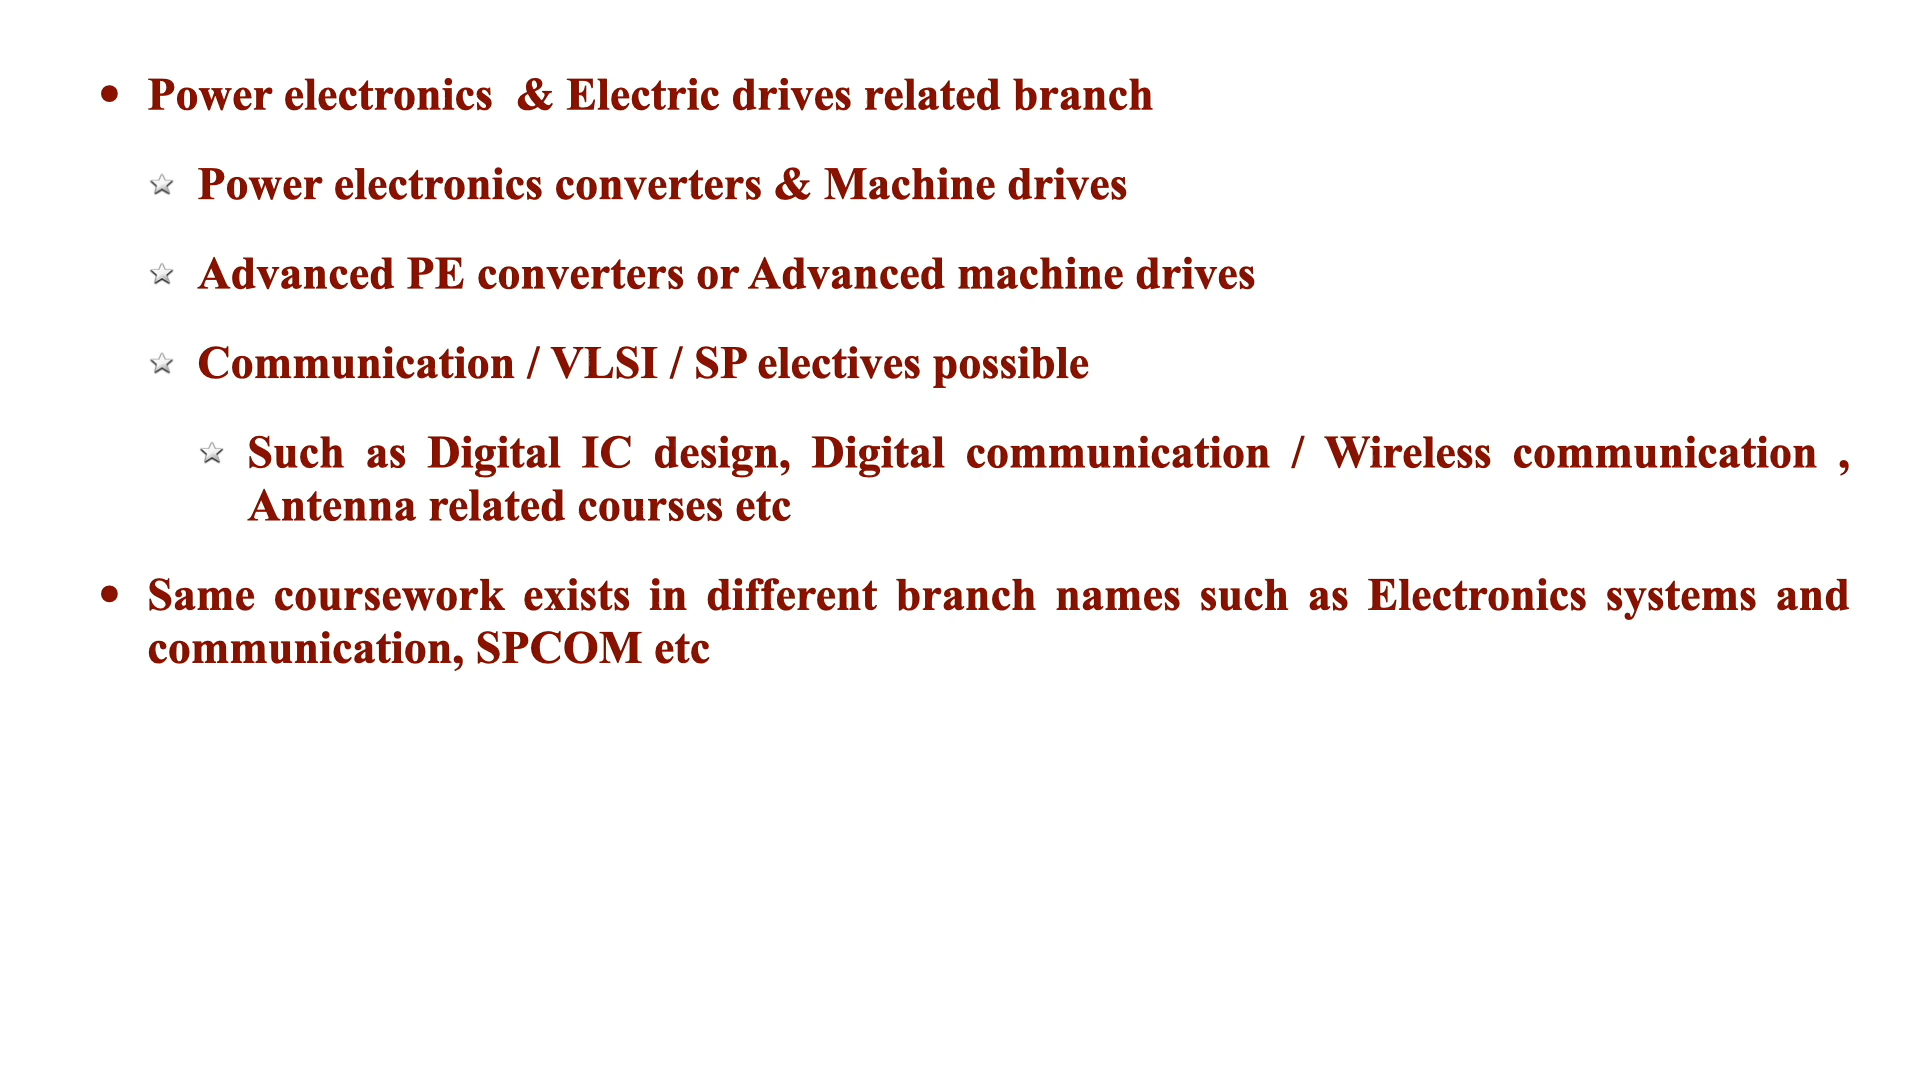 • Power electronics  & Electric drives related branch
☆ Power electronics converters & Machine drives
☆ Advanced PE converters or Advanced machine drives
☆ Communication / VLSI / SP electives possible
☆ Such as Digital IC design, Digital communication / Wireless communication ,
Antenna related courses etc
• Same coursework exists in different branch names such as Electronics systems and
communication, SPCOM etc